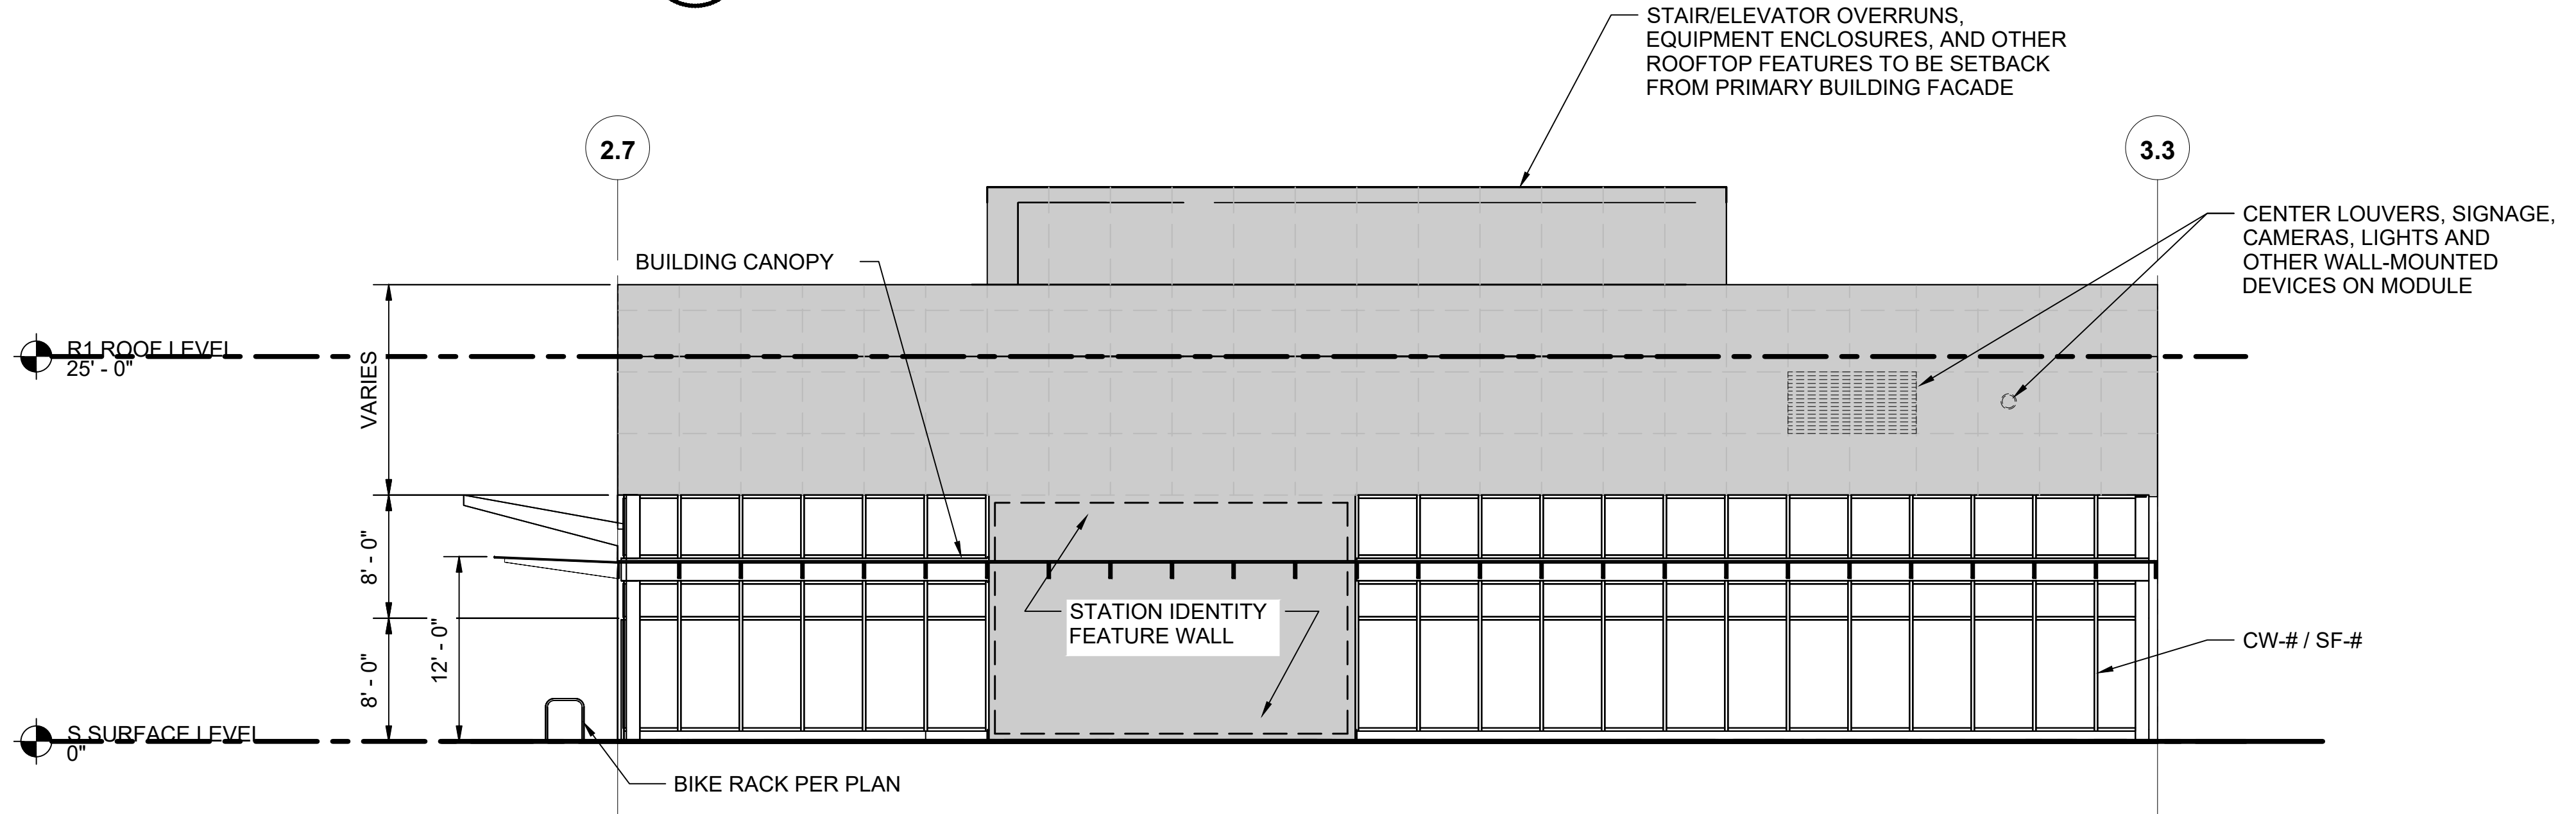 STAIR/ELEVATOR OVERRUNS,
EQUIPMENT ENCLOSURES, AND OTHER
ROOFTOP FEATURES TO BE SETBACK
FROM PRIMARY BUILDING FACADE
2.7
3.3
CENTER LOUVERS, SIGNAGE,
CAMERAS, LIGHTS AND
OTHER WALL-MOUNTED
DEVICES ON MODULE
BUILDING CANOPY
R1 ROOF LEVEL
25' - 0"
VARIES
8' - 0"
12' - 0"
8' - 0"
STATION IDENTITY
FEATURE WALL
CW-# / SF-#
S SURFACE LEVEL
0"
BIKE RACK PER PLAN